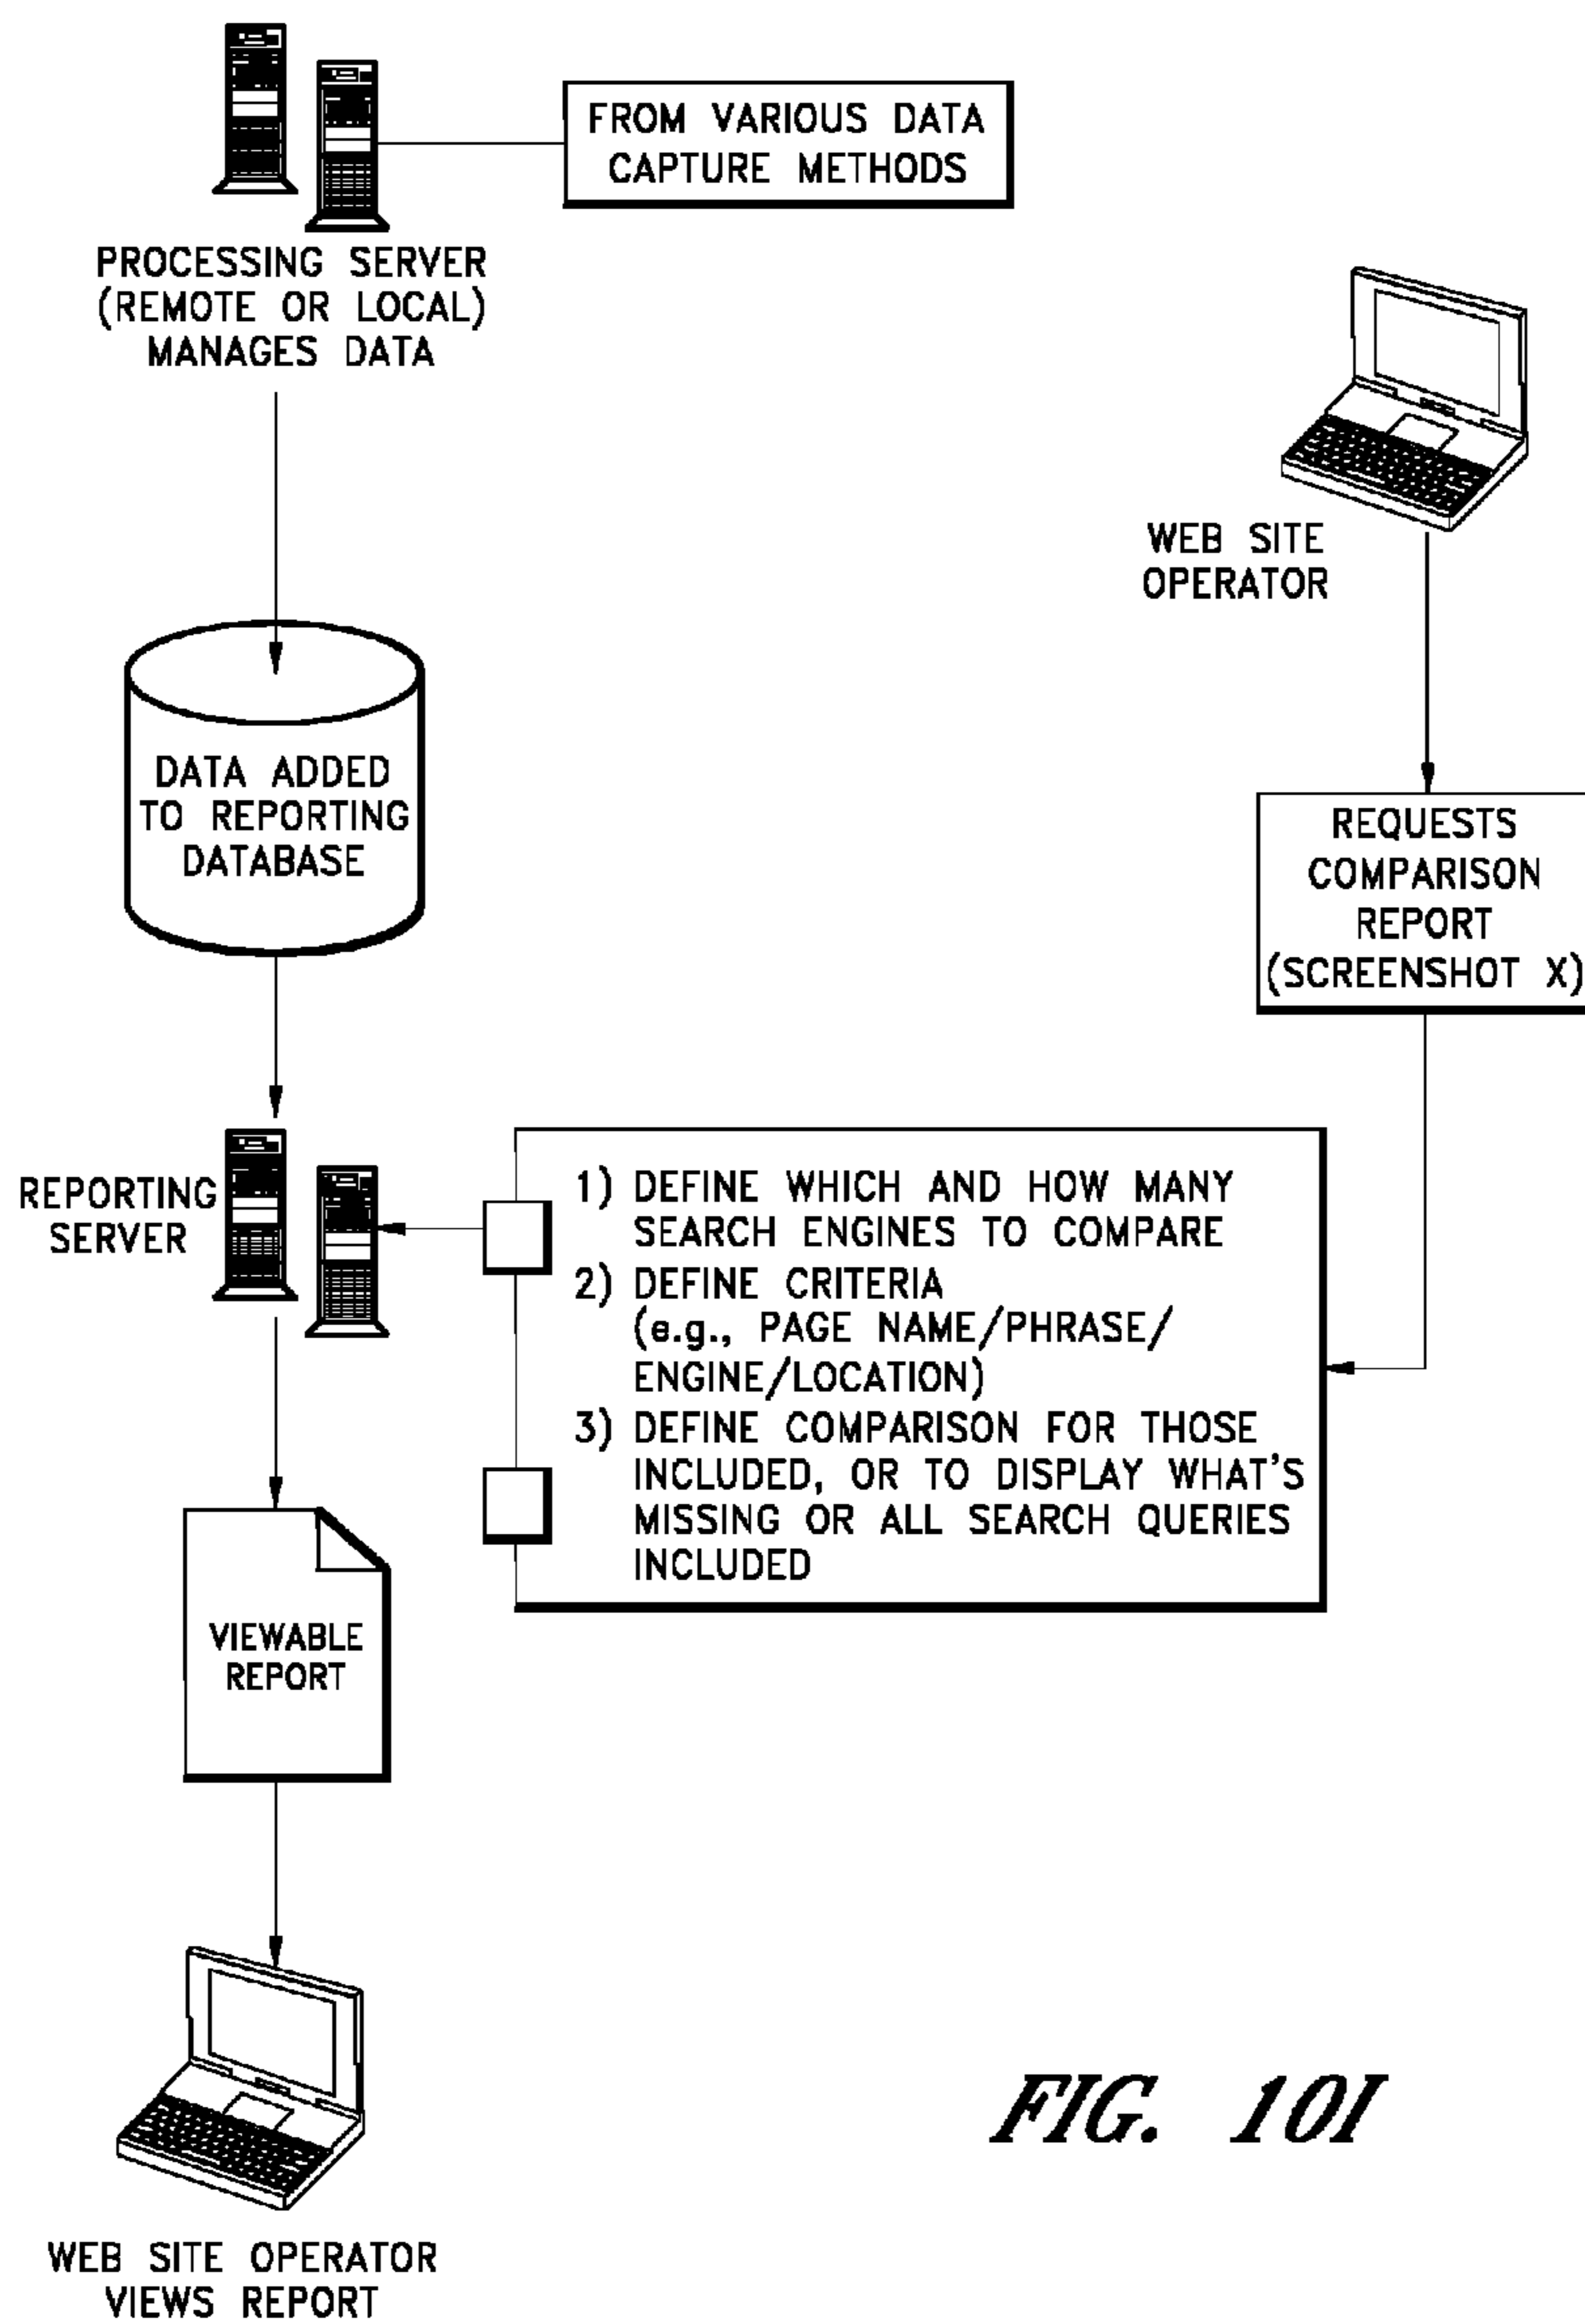 FROM VARIOUS DATA
CAPTURE METHODS
PROCESSING SERVER
(REMOTE OR LOCAL)
MANAGES DATA
WEB SITE
OPERATOR
DATA ADDED
TO REPORTING
DATABASE
REQUESTS
COMPARISON
REPORT
(SCREENSHOT X)
REPORTING
SERVER
1) DEFINE WHICH AND HOW MANY
SEARCH ENGINES TO COMPARE
2) DEFINE CRITERIA
(e.g., PAGE NAME/PHRASE/
ENGINE/LOCATION)
3) DEFINE COMPARISON FOR THOSE
INCLUDED, OR TO DISPLAY WHAT'S
MISSING OR ALL SEARCH QUERIES
INCLUDED
VIEWABLE
REPORT
FIG. 10I
WEB SITE OPERATOR
VIEWS REPORT